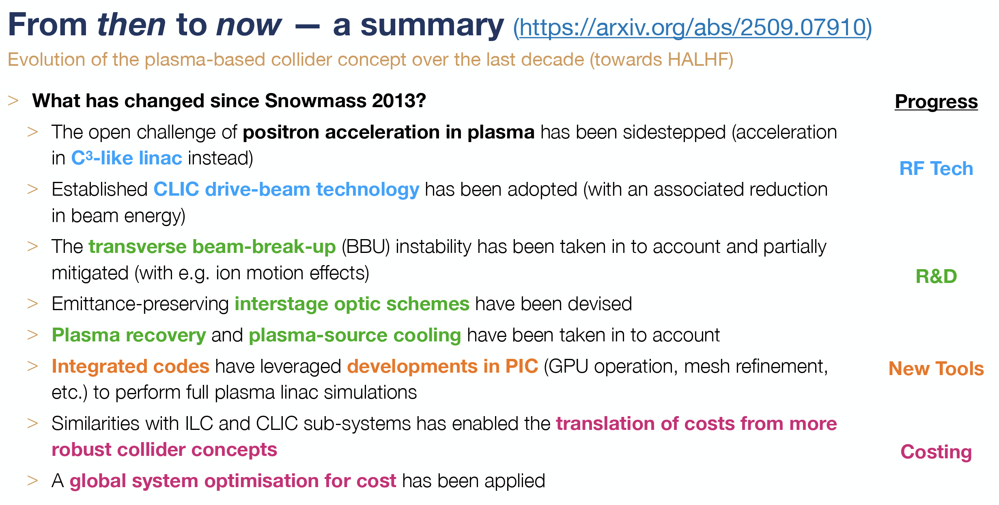 From then to now — a summary (https://arxiv.org/abs/2509.07910)
Evolution of the plasma-based collider concept over the last decade (towards HALHF)
> What has changed since Snowmass 2013?
Progress
> The open challenge of positron acceleration in plasma has been sidestepped (acceleration
in C³-like linac instead)
RF Tech
> Established CLIC drive-beam technology has been adopted (with an associated reduction
in beam energy)
> The transverse beam-break-up (BBU) instability has been taken in to account and partially
mitigated (with e.g. ion motion effects)
R&D
> Emittance-preserving interstage optic schemes have been devised
> Plasma recovery and plasma-source cooling have been taken in to account
> Integrated codes have leveraged developments in PIC (GPU operation, mesh refinement,
New Tools
etc.) to perform full plasma linac simulations
> Similarities with ILC and CLIC sub-systems has enabled the translation of costs from more
robust collider concepts
Costing
> A global system optimisation for cost has been applied